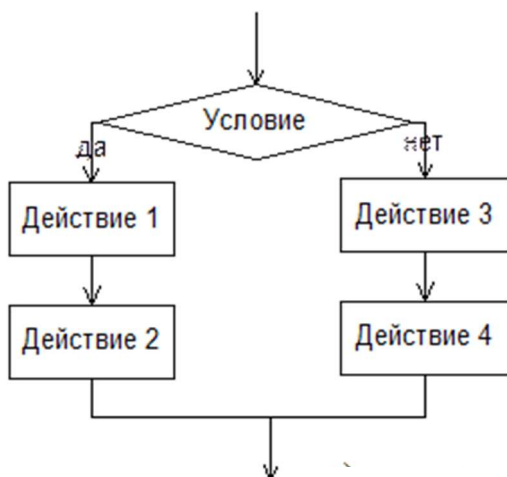 Условие
да
нет
Действие 1
Действие 3
Действие 2
Действие 4